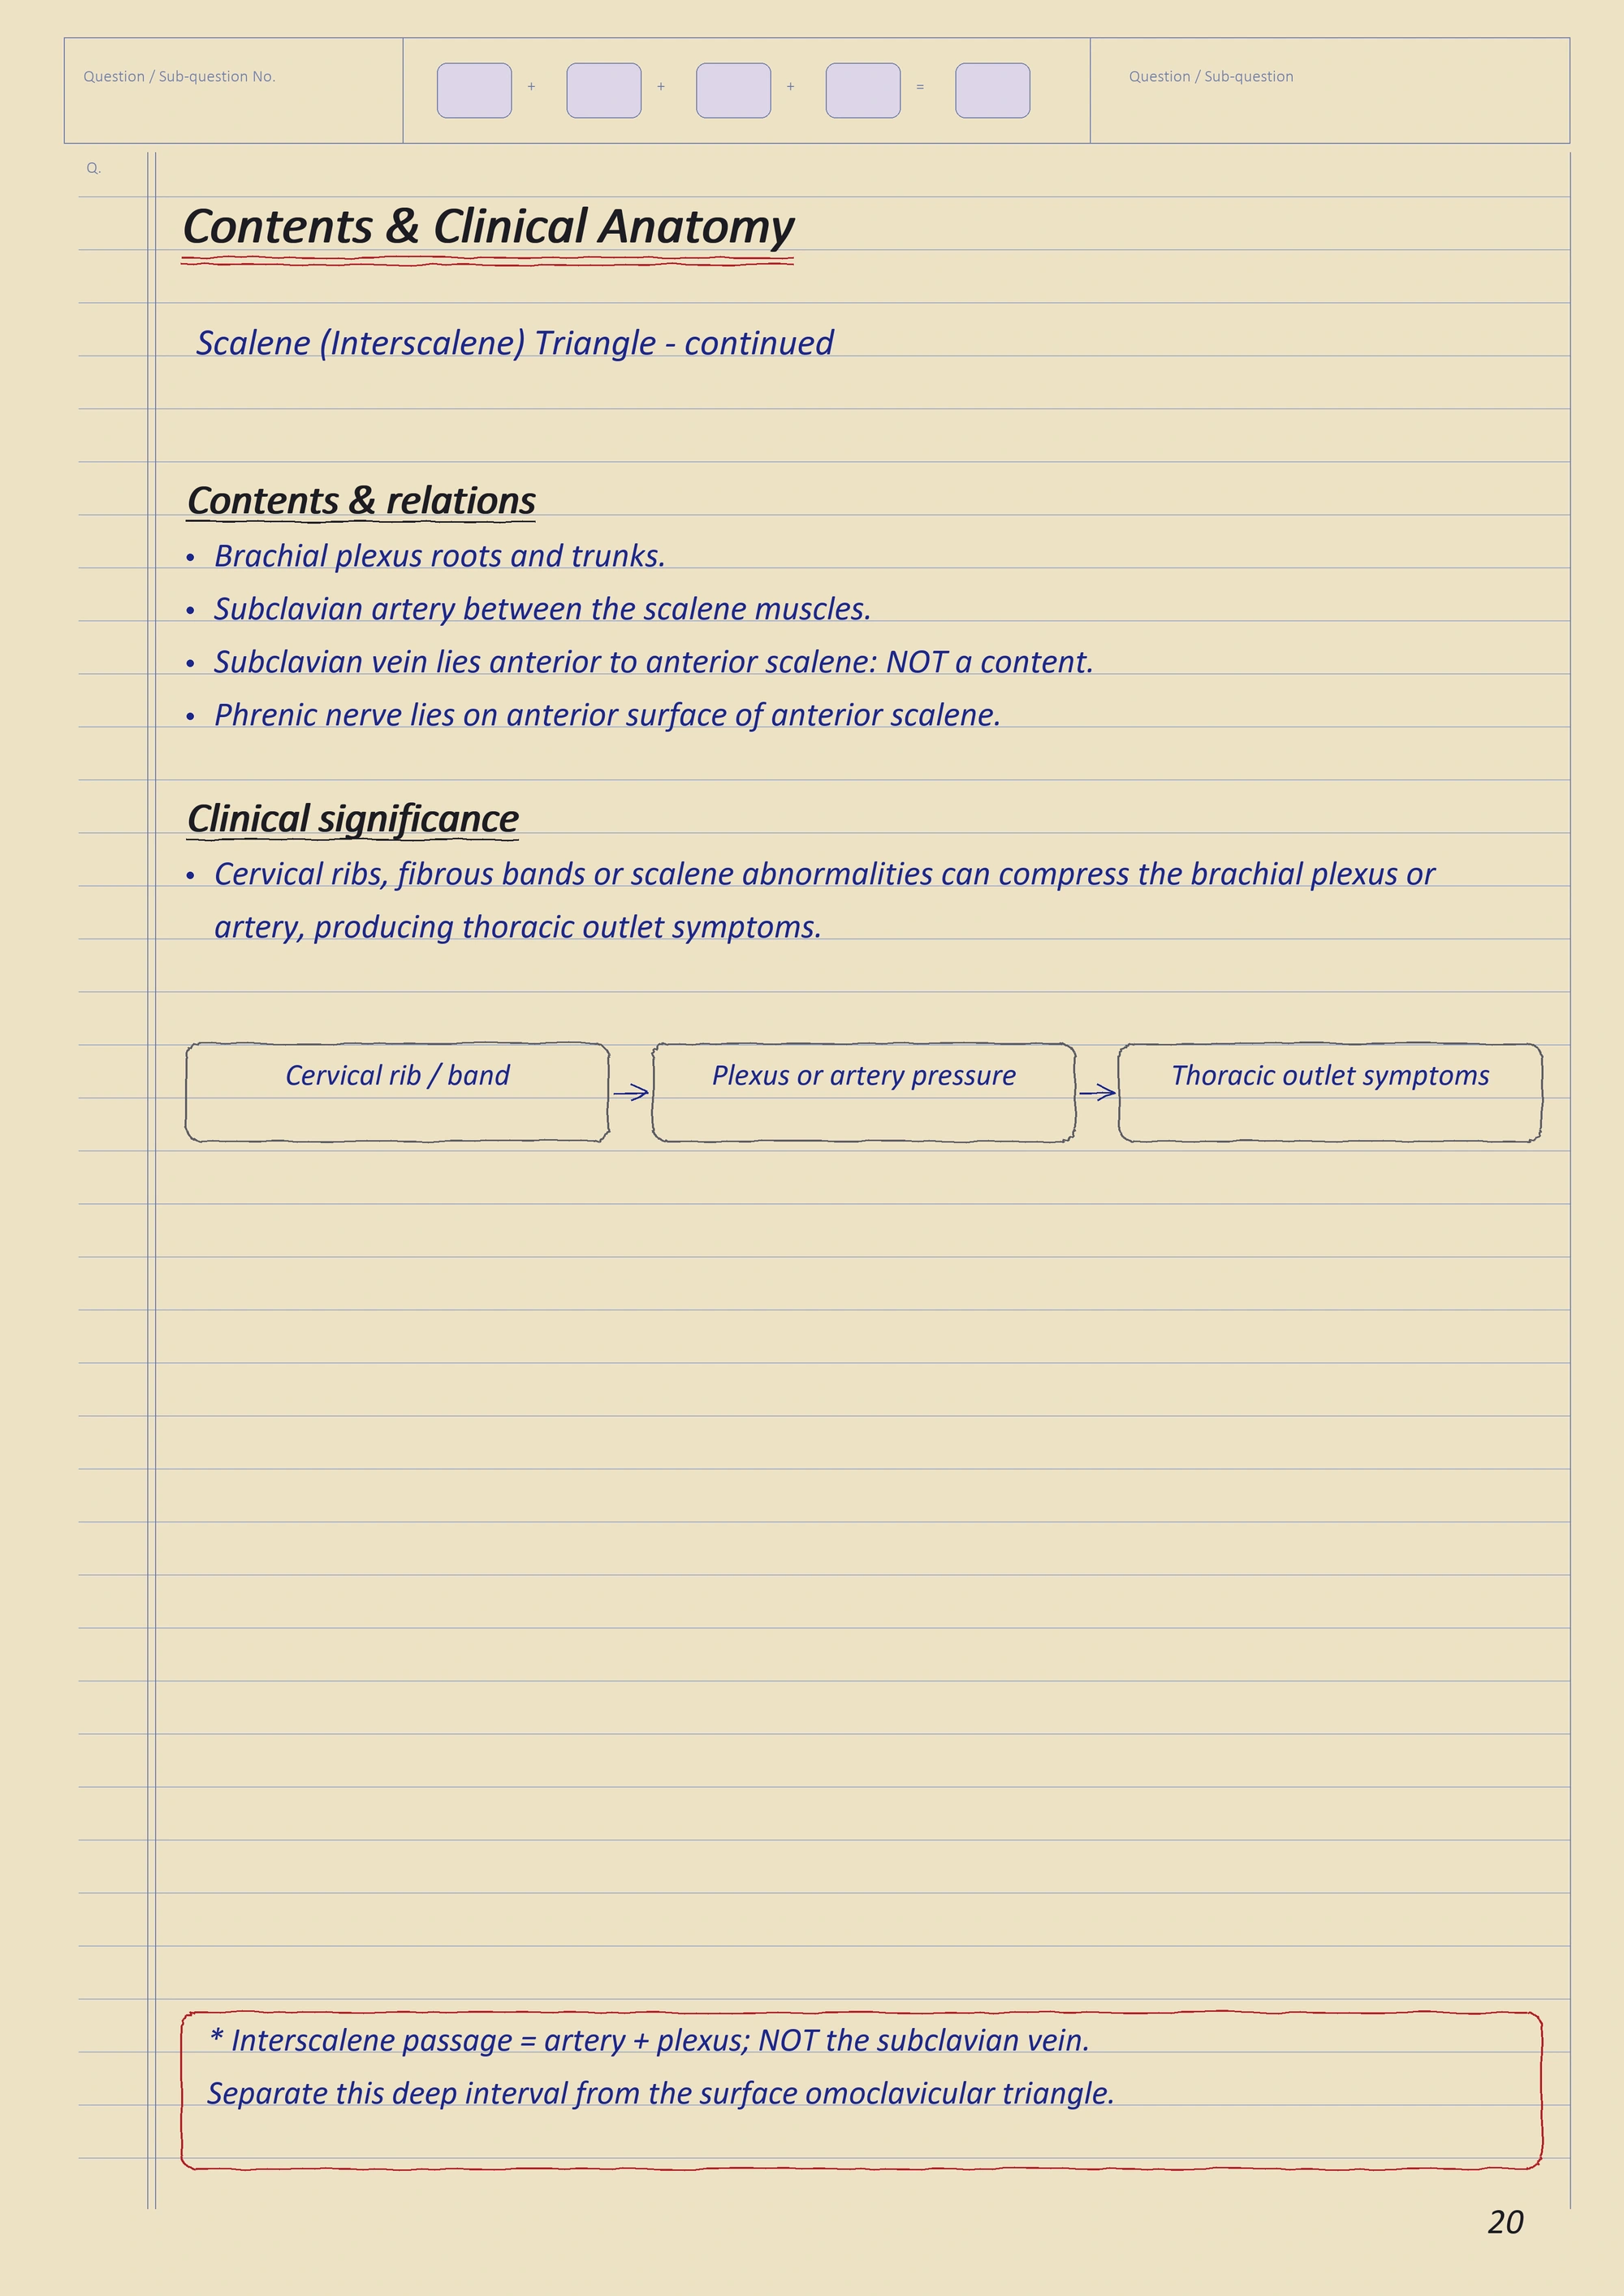 Question / Sub-question No.
+ + + =
Question / Sub-question
Q.
Contents & Clinical Anatomy
Scalene (Interscalene) Triangle - continued
Contents & relations
• Brachial plexus roots and trunks.
• Subclavian artery between the scalene muscles.
• Subclavian vein lies anterior to anterior scalene: NOT a content.
• Phrenic nerve lies on anterior surface of anterior scalene.
Clinical significance
• Cervical ribs, fibrous bands or scalene abnormalities can compress the brachial plexus or
artery, producing thoracic outlet symptoms.
Cervical rib / band → Plexus or artery pressure → Thoracic outlet symptoms
* Interscalene passage = artery + plexus; NOT the subclavian vein.
Separate this deep interval from the surface omoclavicular triangle.
20